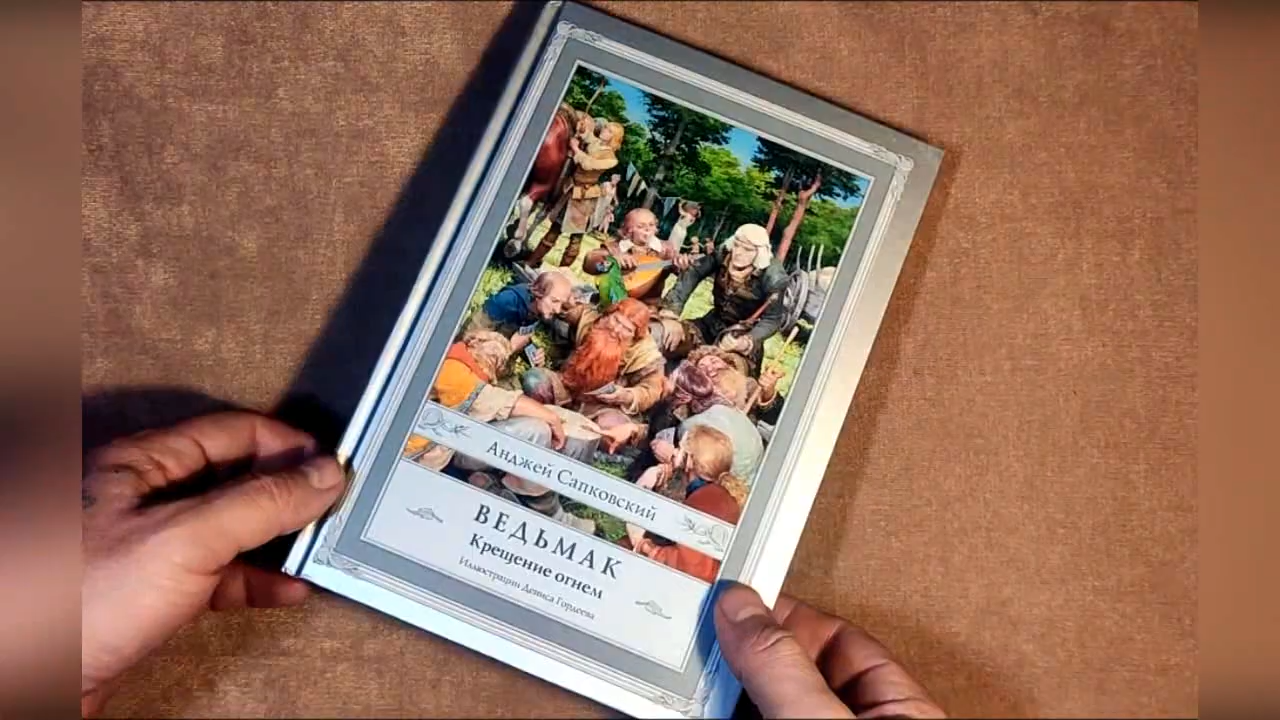 Анджей Сапковский
ВЕДЬМАК
Крещение огнем
Иллюстрации Дениса Гордеева